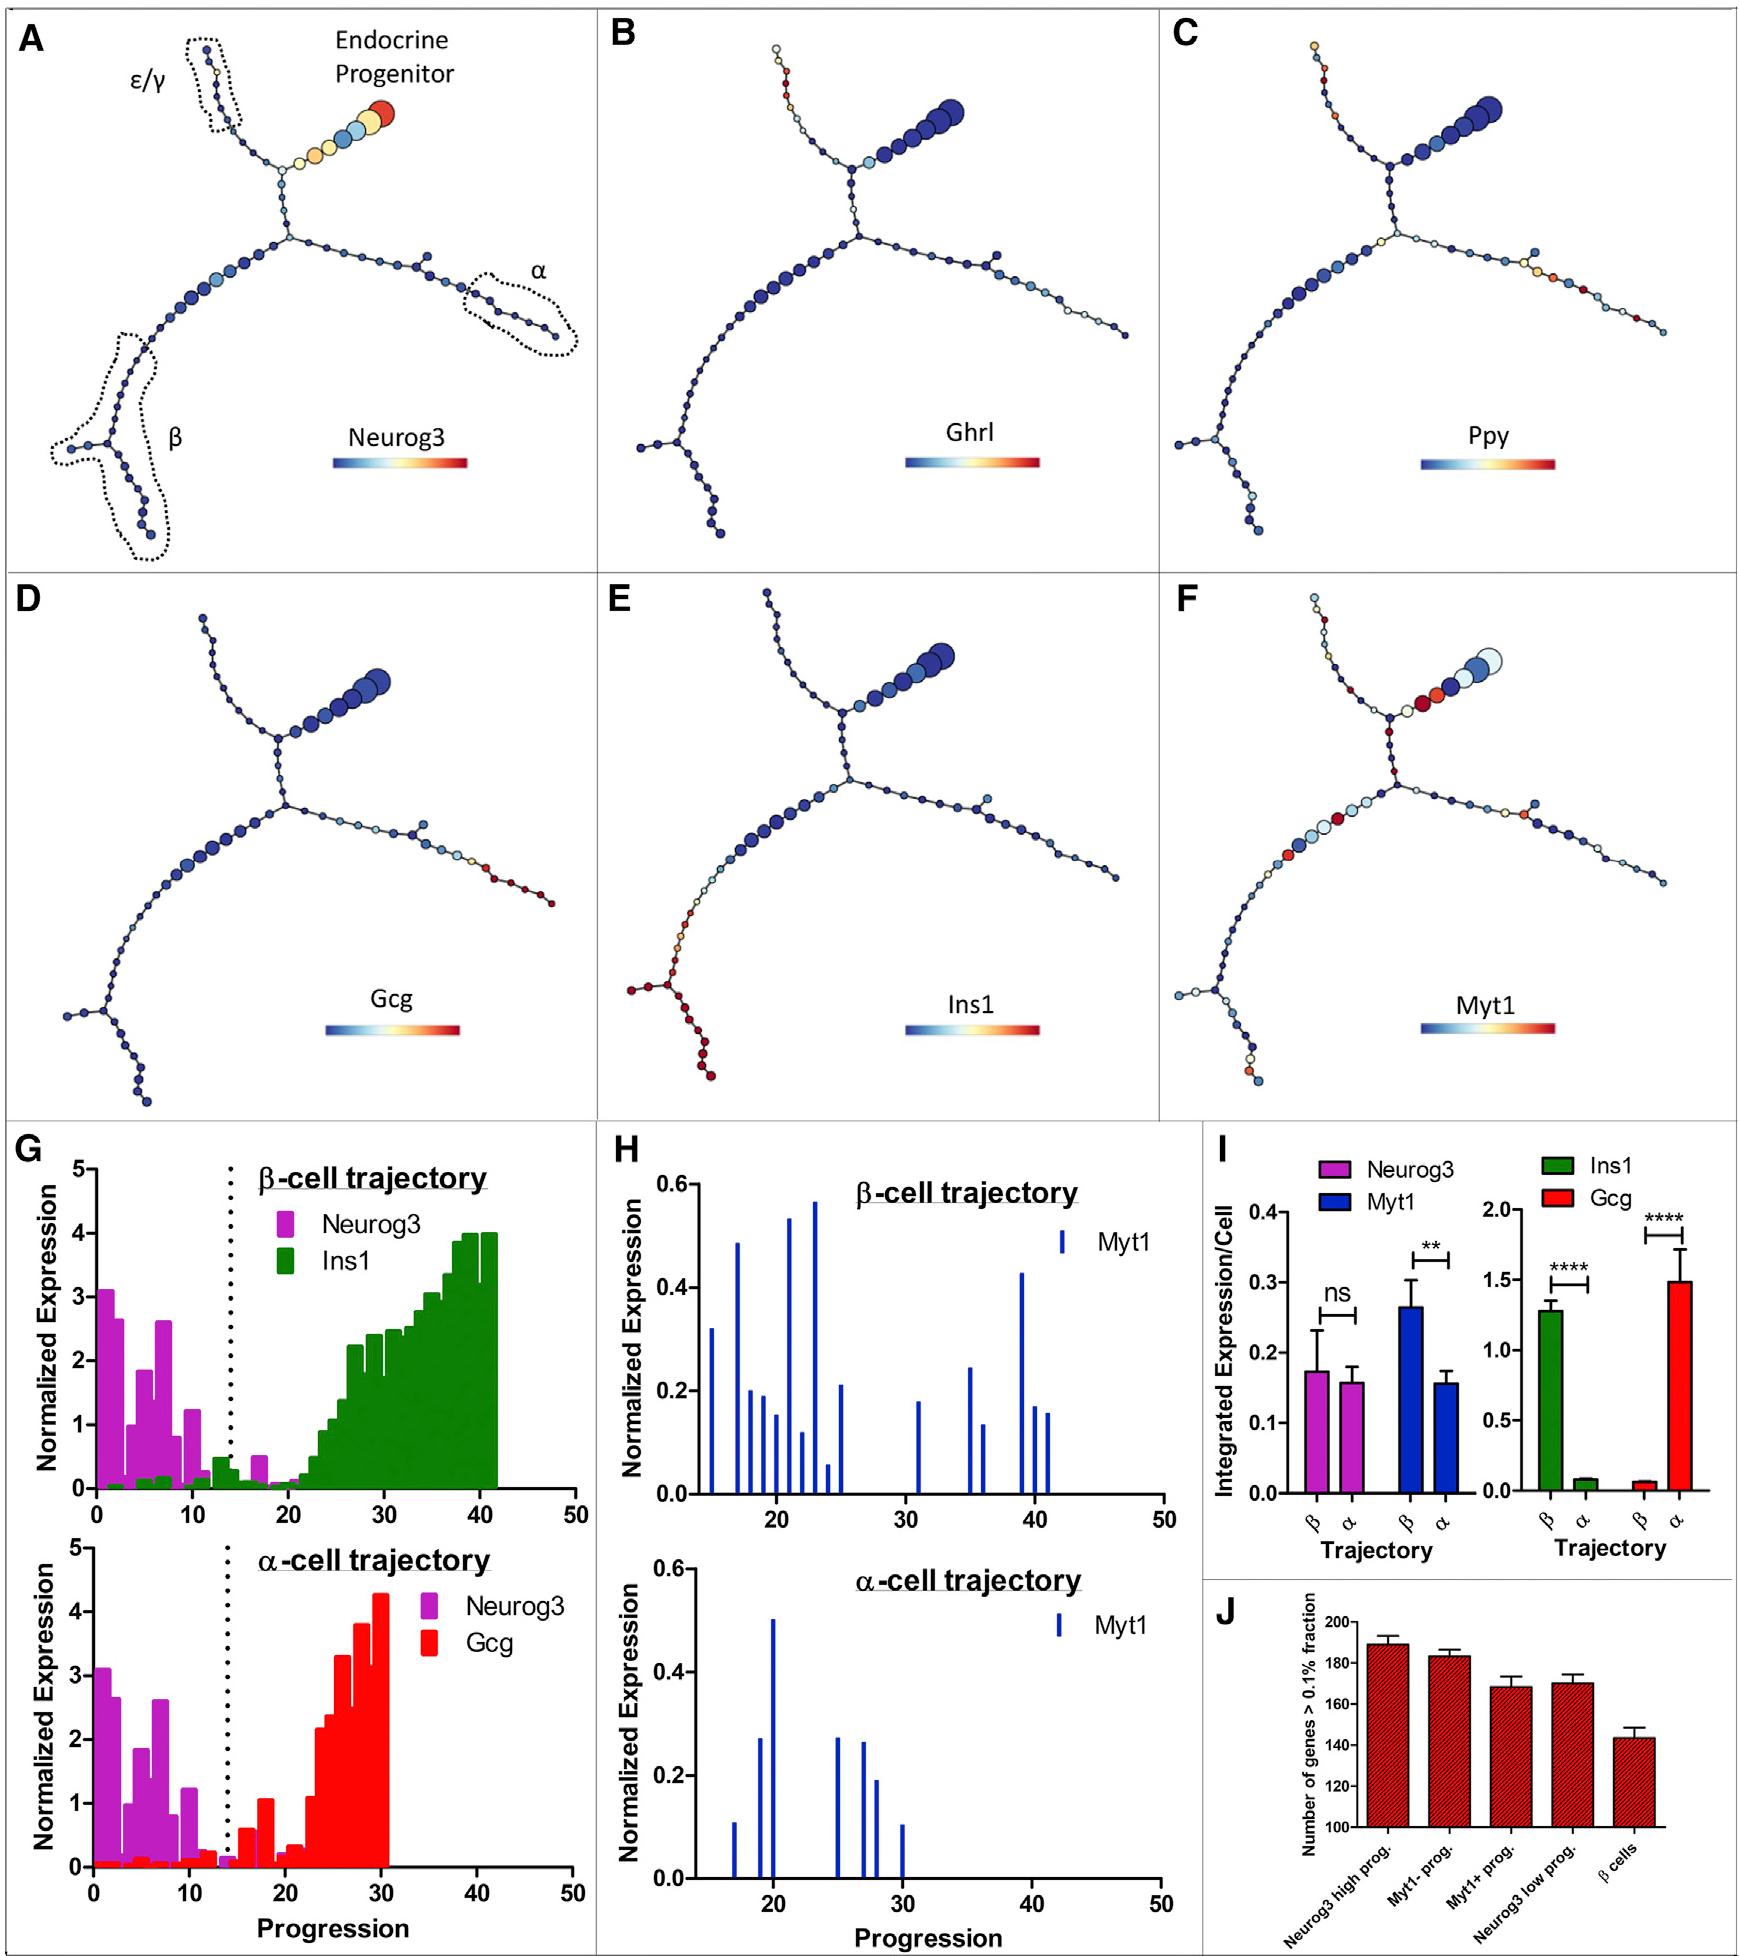 A
Endocrine
Progenitor
ε/γ
α
β
Neurog3
B
Ghrl
C
Ppy
D
Gcg
E
Ins1
F
Myt1
G
β-cell trajectory
Neurog3
Ins1
Normalized Expression
5
4
3
2
1
0
0 10 20 30 40 50
α-cell trajectory
Neurog3
Gcg
Normalized Expression
5
4
3
2
1
0
0 10 20 30 40 50
Progression
H
β-cell trajectory
Myt1
Normalized Expression
0.6
0.4
0.2
0.0
20 30 40 50
α-cell trajectory
Myt1
Normalized Expression
0.6
0.4
0.2
0.0
20 30 40 50
Progression
I
Neurog3
Myt1
Ins1
Gcg
Integrated Expression/Cell
0.4
0.3
0.2
0.1
0.0
ns
**
β α β α
Trajectory
2.0
1.5
1.0
0.5
0.0
****
****
β α β α
Trajectory
J
Number of genes > 0.1% fraction
200
180
160
140
120
100
Neurog3 high prog.
Myt1- prog.
Myt1+ prog.
Neurog3 low prog.
β cells